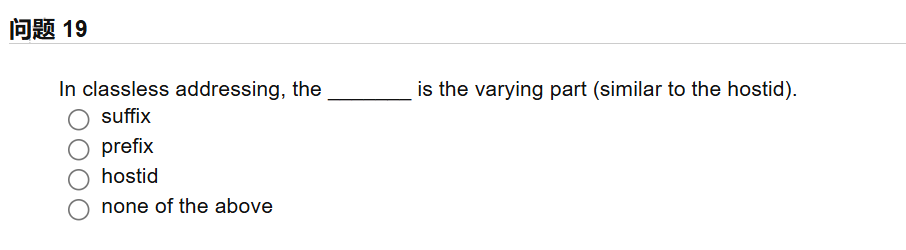 问题 19
In classless addressing, the ________ is the varying part (similar to the hostid).
suffix
prefix
hostid
none of the above